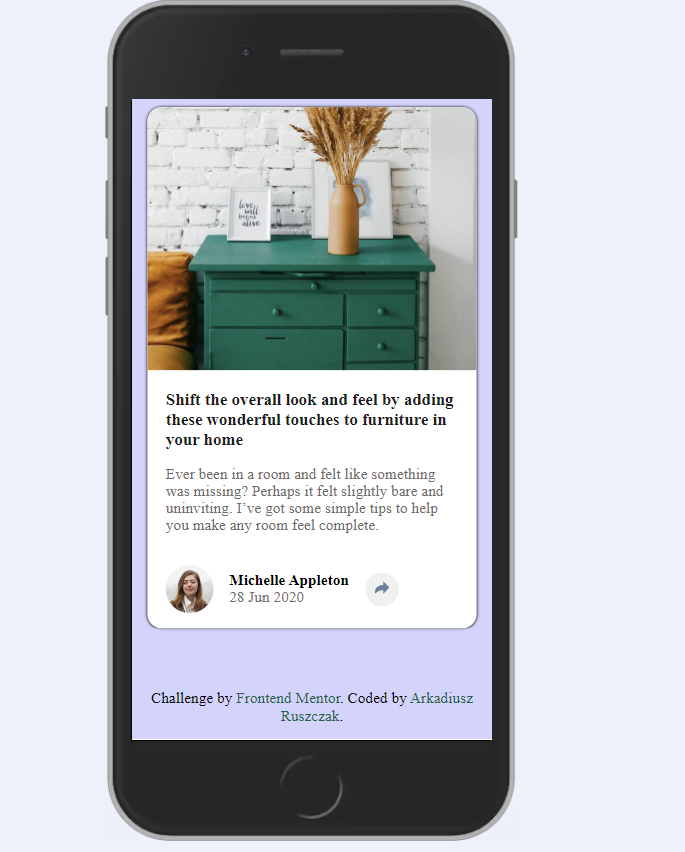 love
will
keep us
alive
Shift the overall look and feel by adding
these wonderful touches to furniture in
your home
Ever been in a room and felt like something
was missing? Perhaps it felt slightly bare and
uninviting. I’ve got some simple tips to help
you make any room feel complete.
Michelle Appleton
28 Jun 2020
Challenge by Frontend Mentor. Coded by Arkadiusz
Ruszczak.